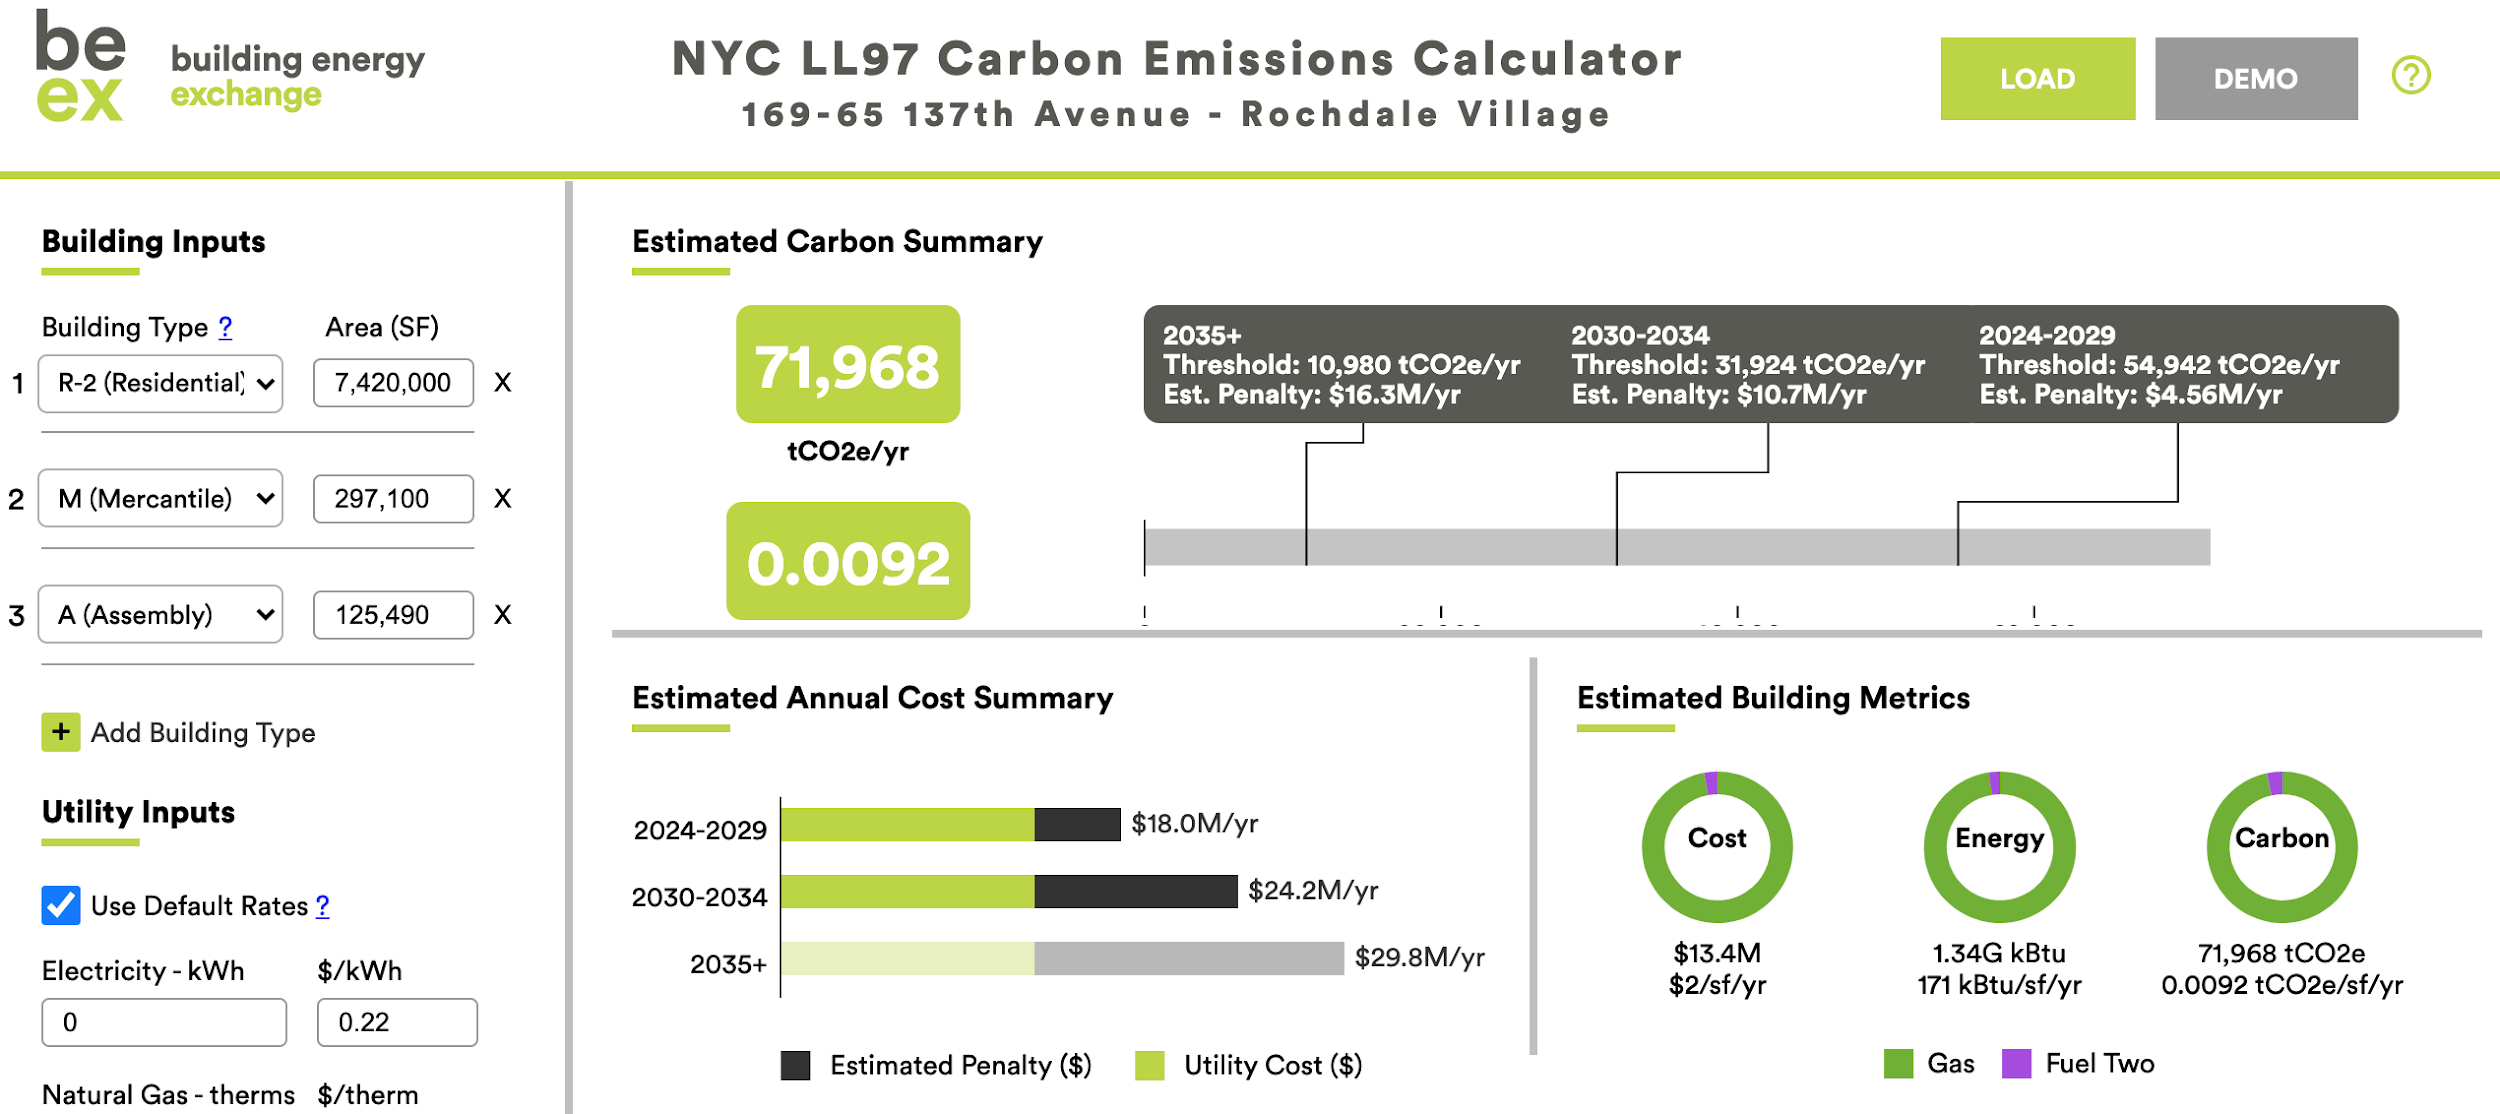 be
ex
building energy
exchange
NYC LL97 Carbon Emissions Calculator
169-65 137th Avenue - Rochdale Village
LOAD
DEMO
?
Building Inputs
Building Type ? Area (SF)
1 R-2 (Residential) 7,420,000 X
2 M (Mercantile) 297,100 X
3 A (Assembly) 125,490 X
+ Add Building Type
Utility Inputs
Use Default Rates ?
Electricity - kWh $/kWh
0 0.22
Natural Gas - therms $/therm
Estimated Carbon Summary
71,968
tCO2e/yr
0.0092
2035+
Threshold: 10,980 tCO2e/yr
Est. Penalty: $16.3M/yr
2030-2034
Threshold: 31,924 tCO2e/yr
Est. Penalty: $10.7M/yr
2024-2029
Threshold: 54,942 tCO2e/yr
Est. Penalty: $4.56M/yr
Estimated Annual Cost Summary
2024-2029 $18.0M/yr
2030-2034 $24.2M/yr
2035+ $29.8M/yr
Estimated Penalty ($) Utility Cost ($)
Estimated Building Metrics
Cost
$13.4M
$2/sf/yr
Energy
1.34G kBtu
171 kBtu/sf/yr
Carbon
71,968 tCO2e
0.0092 tCO2e/sf/yr
Gas Fuel Two